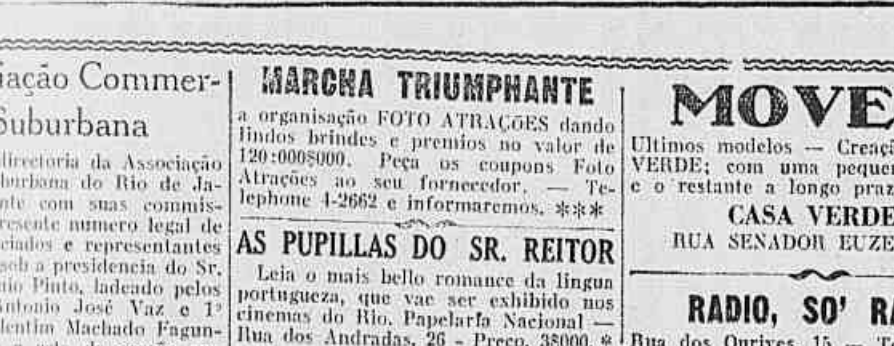 iação Commer-
Suburbana
directoria da Associação
burbana do Rio de Ja-
com suas commis-
resente numero legal de
ciados e representantes
sob a presidencia do Sr.
Pinto, ladeado pelos
Antonio José Vaz e 1º
Machado Fagun-
MARCHA TRIUMPHANTE
a organisação FOTO ATRAÇÕES dando
lindos brindes e premios no valor de
120:000$000. Peça os coupons Foto
Atrações ao seu fornecedor. — Te-
lephone 4-2662 e informaremos. ***
AS PUPILLAS DO SR. REITOR
Leia o mais bello romance da lingua
portugueza, que vae ser exhibido nos
cinemas do Rio. Papelaria Nacional —
Rua dos Andradas, 26 - Preço, 3$000. *
MOVE
Ultimos modelos — Creaçi
VERDE; com uma pequen
e o restante a longo praz
CASA VERDE
RUA SENADOR EUZE
RADIO, SO' RA
Rua dos Ourives, 15 — T